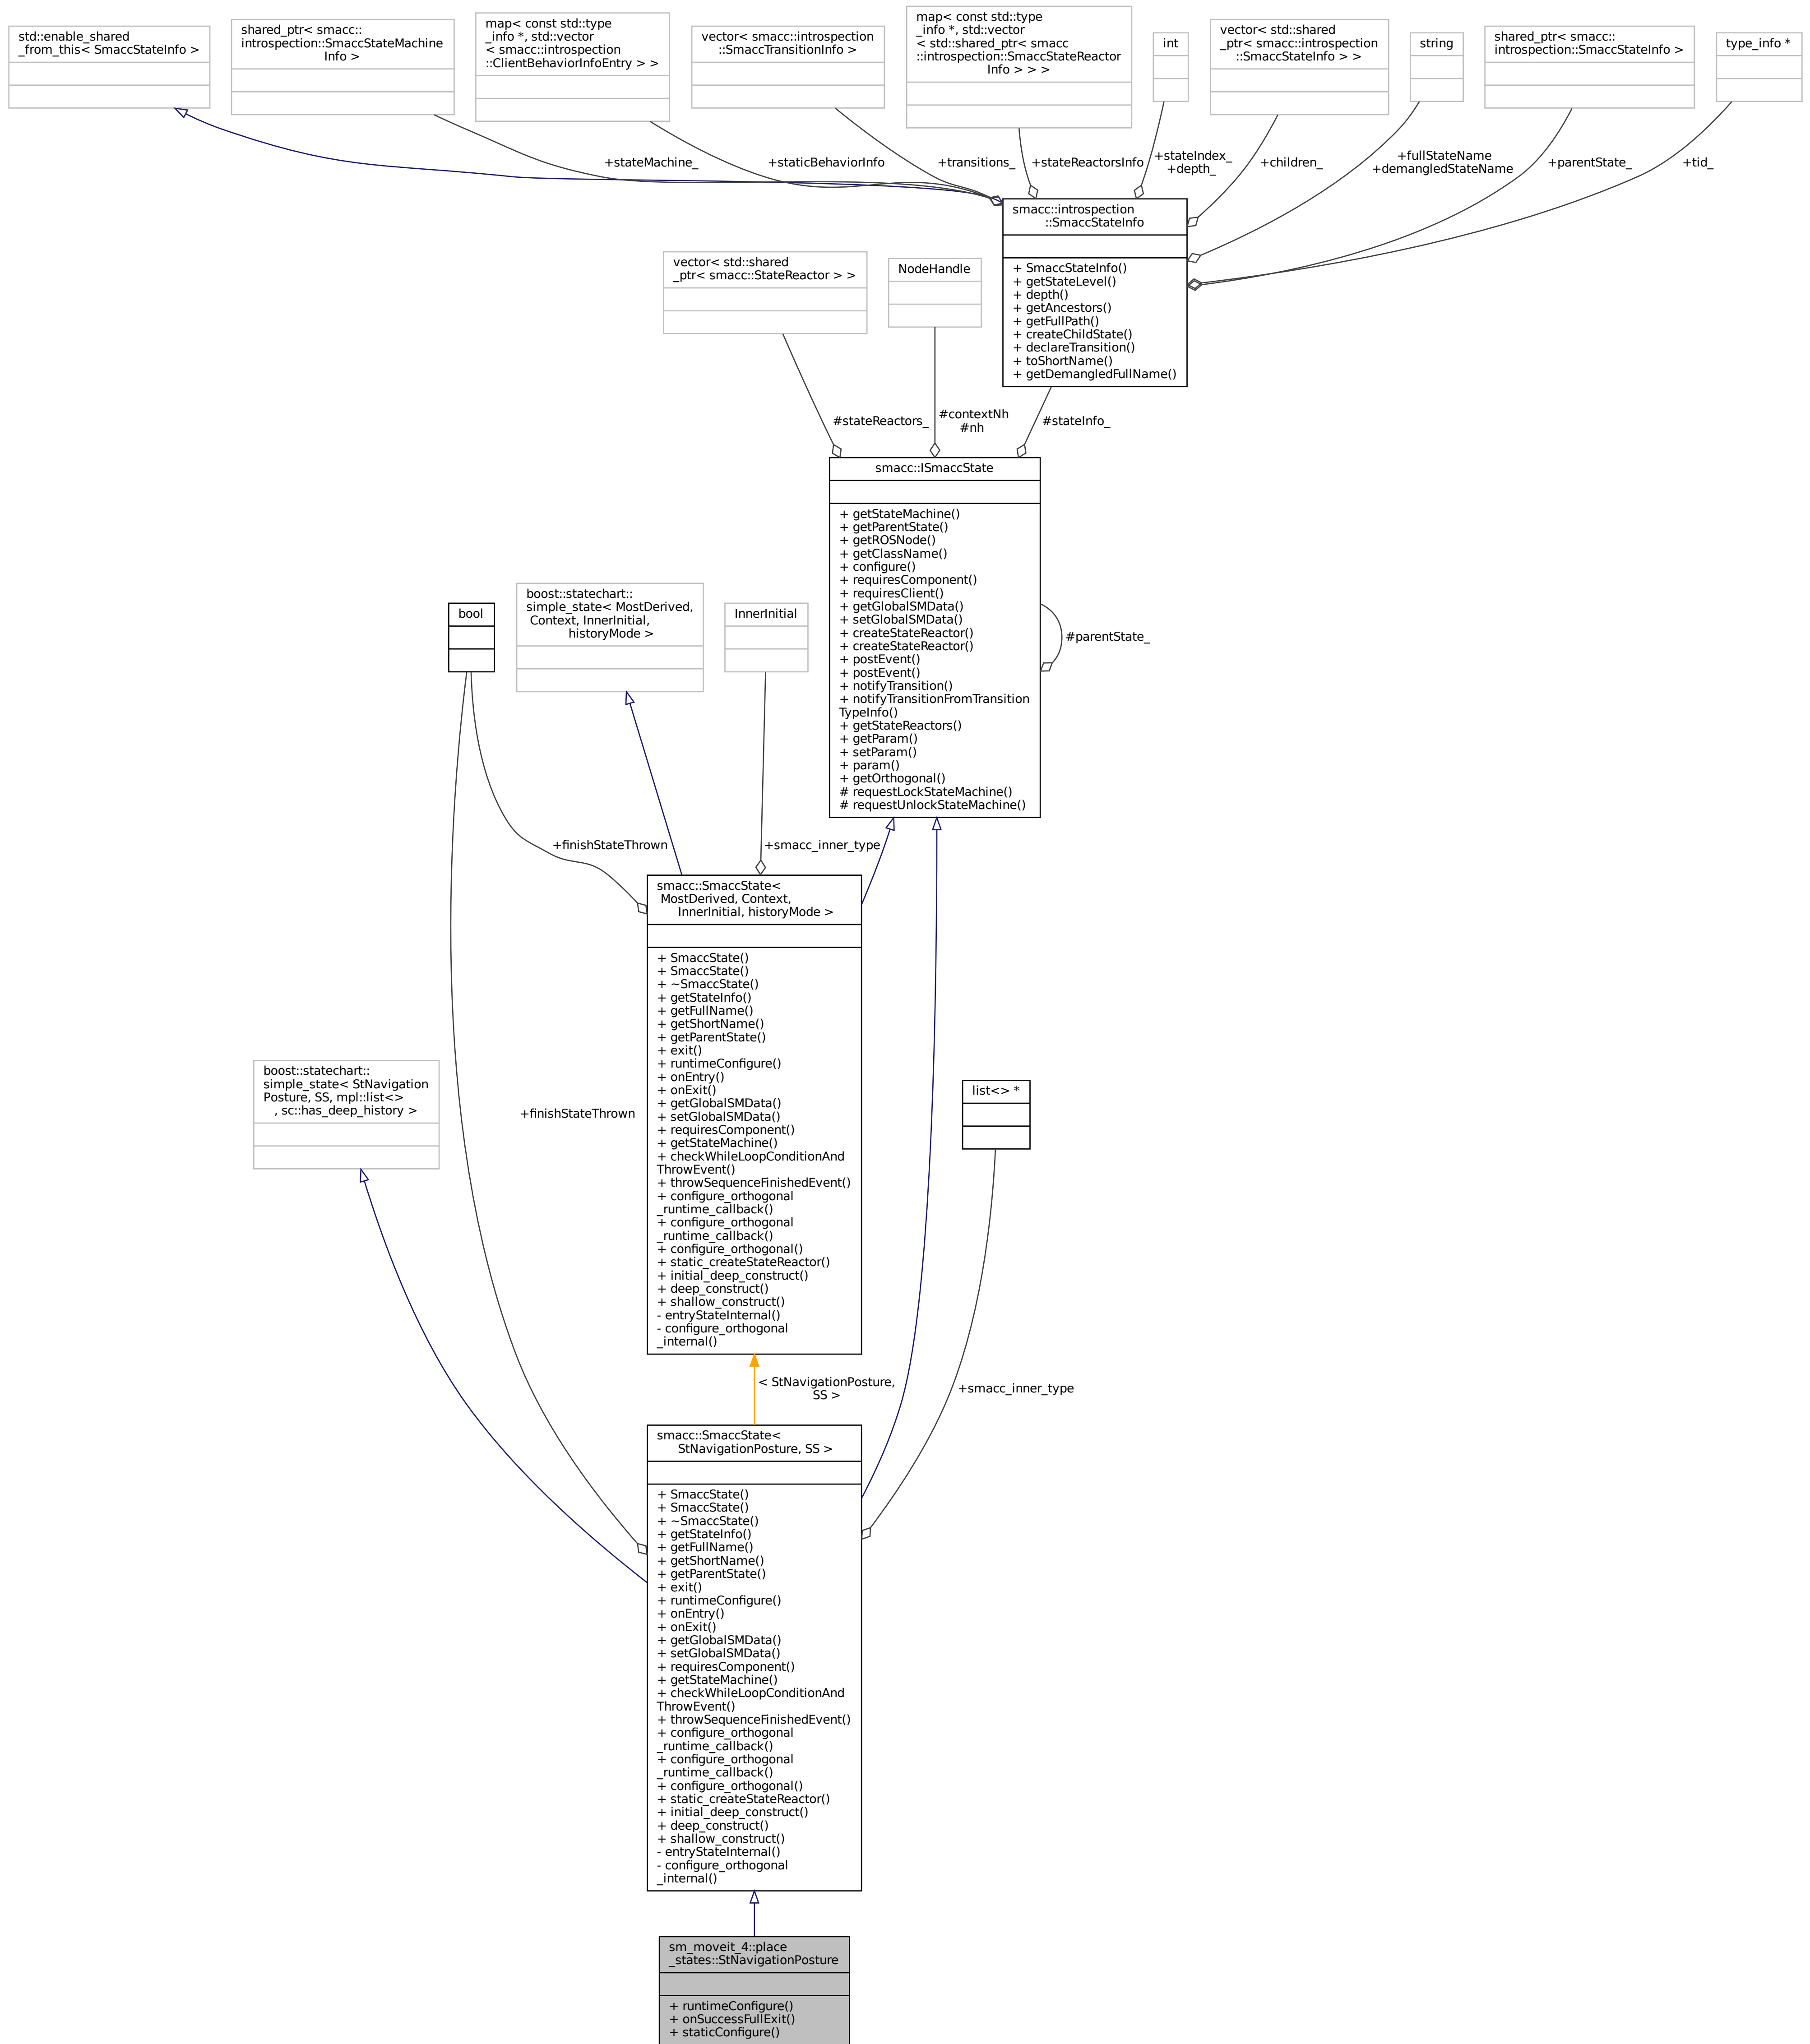 std::enable_shared
_from_this< SmaccStateInfo >
shared_ptr< smacc::
introspection::SmaccStateMachine
Info >
map< const std::type
_info *, std::vector
< smacc::introspection
::ClientBehaviorInfoEntry > >
vector< smacc::introspection
::SmaccTransitionInfo >
map< const std::type
_info *, std::vector
< std::shared_ptr< smacc
::introspection::SmaccStateReactor
Info > > >
int
vector< std::shared
_ptr< smacc::introspection
::SmaccStateInfo > >
string
shared_ptr< smacc::
introspection::SmaccStateInfo >
type_info *
+stateMachine_
+staticBehaviorInfo
+transitions_
+stateReactorsInfo
+stateIndex_
+depth_
+children_
+fullStateName
+demangledStateName
+parentState_
+tid_
smacc::introspection
::SmaccStateInfo
+ SmaccStateInfo()
+ getStateLevel()
+ depth()
+ getAncestors()
+ getFullPath()
+ createChildState()
+ declareTransition()
+ toShortName()
+ getDemangledFullName()
vector< std::shared
_ptr< smacc::StateReactor > >
NodeHandle
#stateReactors_
#contextNh
#nh
#stateInfo_
smacc::ISmaccState
+ getStateMachine()
+ getParentState()
+ getROSNode()
+ getClassName()
+ configure()
+ requiresComponent()
+ requiresClient()
+ getGlobalSMData()
+ setGlobalSMData()
+ createStateReactor()
+ createStateReactor()
+ postEvent()
+ postEvent()
+ notifyTransition()
+ notifyTransitionFromTransition
TypeInfo()
+ getStateReactors()
+ getParam()
+ setParam()
+ param()
+ getOrthogonal()
# requestLockStateMachine()
# requestUnlockStateMachine()
#parentState_
bool
boost::statechart::
simple_state< MostDerived,
Context, InnerInitial,
historyMode >
InnerInitial
+finishStateThrown
+smacc_inner_type
smacc::SmaccState<
MostDerived, Context,
InnerInitial, historyMode >
+ SmaccState()
+ SmaccState()
+ ~SmaccState()
+ getStateInfo()
+ getFullName()
+ getShortName()
+ getParentState()
+ exit()
+ runtimeConfigure()
+ onEntry()
+ onExit()
+ getGlobalSMData()
+ setGlobalSMData()
+ requiresComponent()
+ getStateMachine()
+ checkWhileLoopConditionAnd
ThrowEvent()
+ throwSequenceFinishedEvent()
+ configure_orthogonal
_runtime_callback()
+ configure_orthogonal
_runtime_callback()
+ configure_orthogonal()
+ static_createStateReactor()
+ initial_deep_construct()
+ deep_construct()
+ shallow_construct()
- entryStateInternal()
- configure_orthogonal
_internal()
boost::statechart::
simple_state< StNavigation
Posture, SS, mpl::list<>
, sc::has_deep_history >
+finishStateThrown
list<> *
< StNavigationPosture,
SS >
+smacc_inner_type
smacc::SmaccState<
StNavigationPosture, SS >
+ SmaccState()
+ SmaccState()
+ ~SmaccState()
+ getStateInfo()
+ getFullName()
+ getShortName()
+ getParentState()
+ exit()
+ runtimeConfigure()
+ onEntry()
+ onExit()
+ getGlobalSMData()
+ setGlobalSMData()
+ requiresComponent()
+ getStateMachine()
+ checkWhileLoopConditionAnd
ThrowEvent()
+ throwSequenceFinishedEvent()
+ configure_orthogonal
_runtime_callback()
+ configure_orthogonal
_runtime_callback()
+ configure_orthogonal()
+ static_createStateReactor()
+ initial_deep_construct()
+ deep_construct()
+ shallow_construct()
- entryStateInternal()
- configure_orthogonal
_internal()
sm_moveit_4::place
_states::StNavigationPosture
+ runtimeConfigure()
+ onSuccessFullExit()
+ staticConfigure()